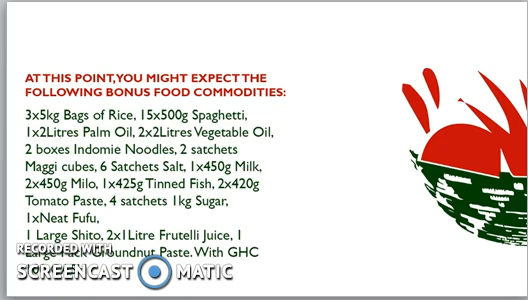 AT THIS POINT,YOU MIGHT EXPECT THE
FOLLOWING BONUS FOOD COMMODITIES:
3x5kg Bags of Rice, 15x500g Spaghetti,
1x2Litres Palm Oil, 2x2Litres Vegetable Oil,
2 boxes Indomie Noodles, 2 satchets
Maggi cubes, 6 Satchets Salt, 1x450g Milk,
2x450g Milo, 1x425g Tinned Fish, 2x420g
Tomato Paste, 4 satchets 1kg Sugar,
1xNeat Fufu,
1 Large Shito, 2x1Litre Frutelli Juice, 1
Large Pack Groundnut Paste. With GHC
RECORDED WITH
SCREENCAST MATIC